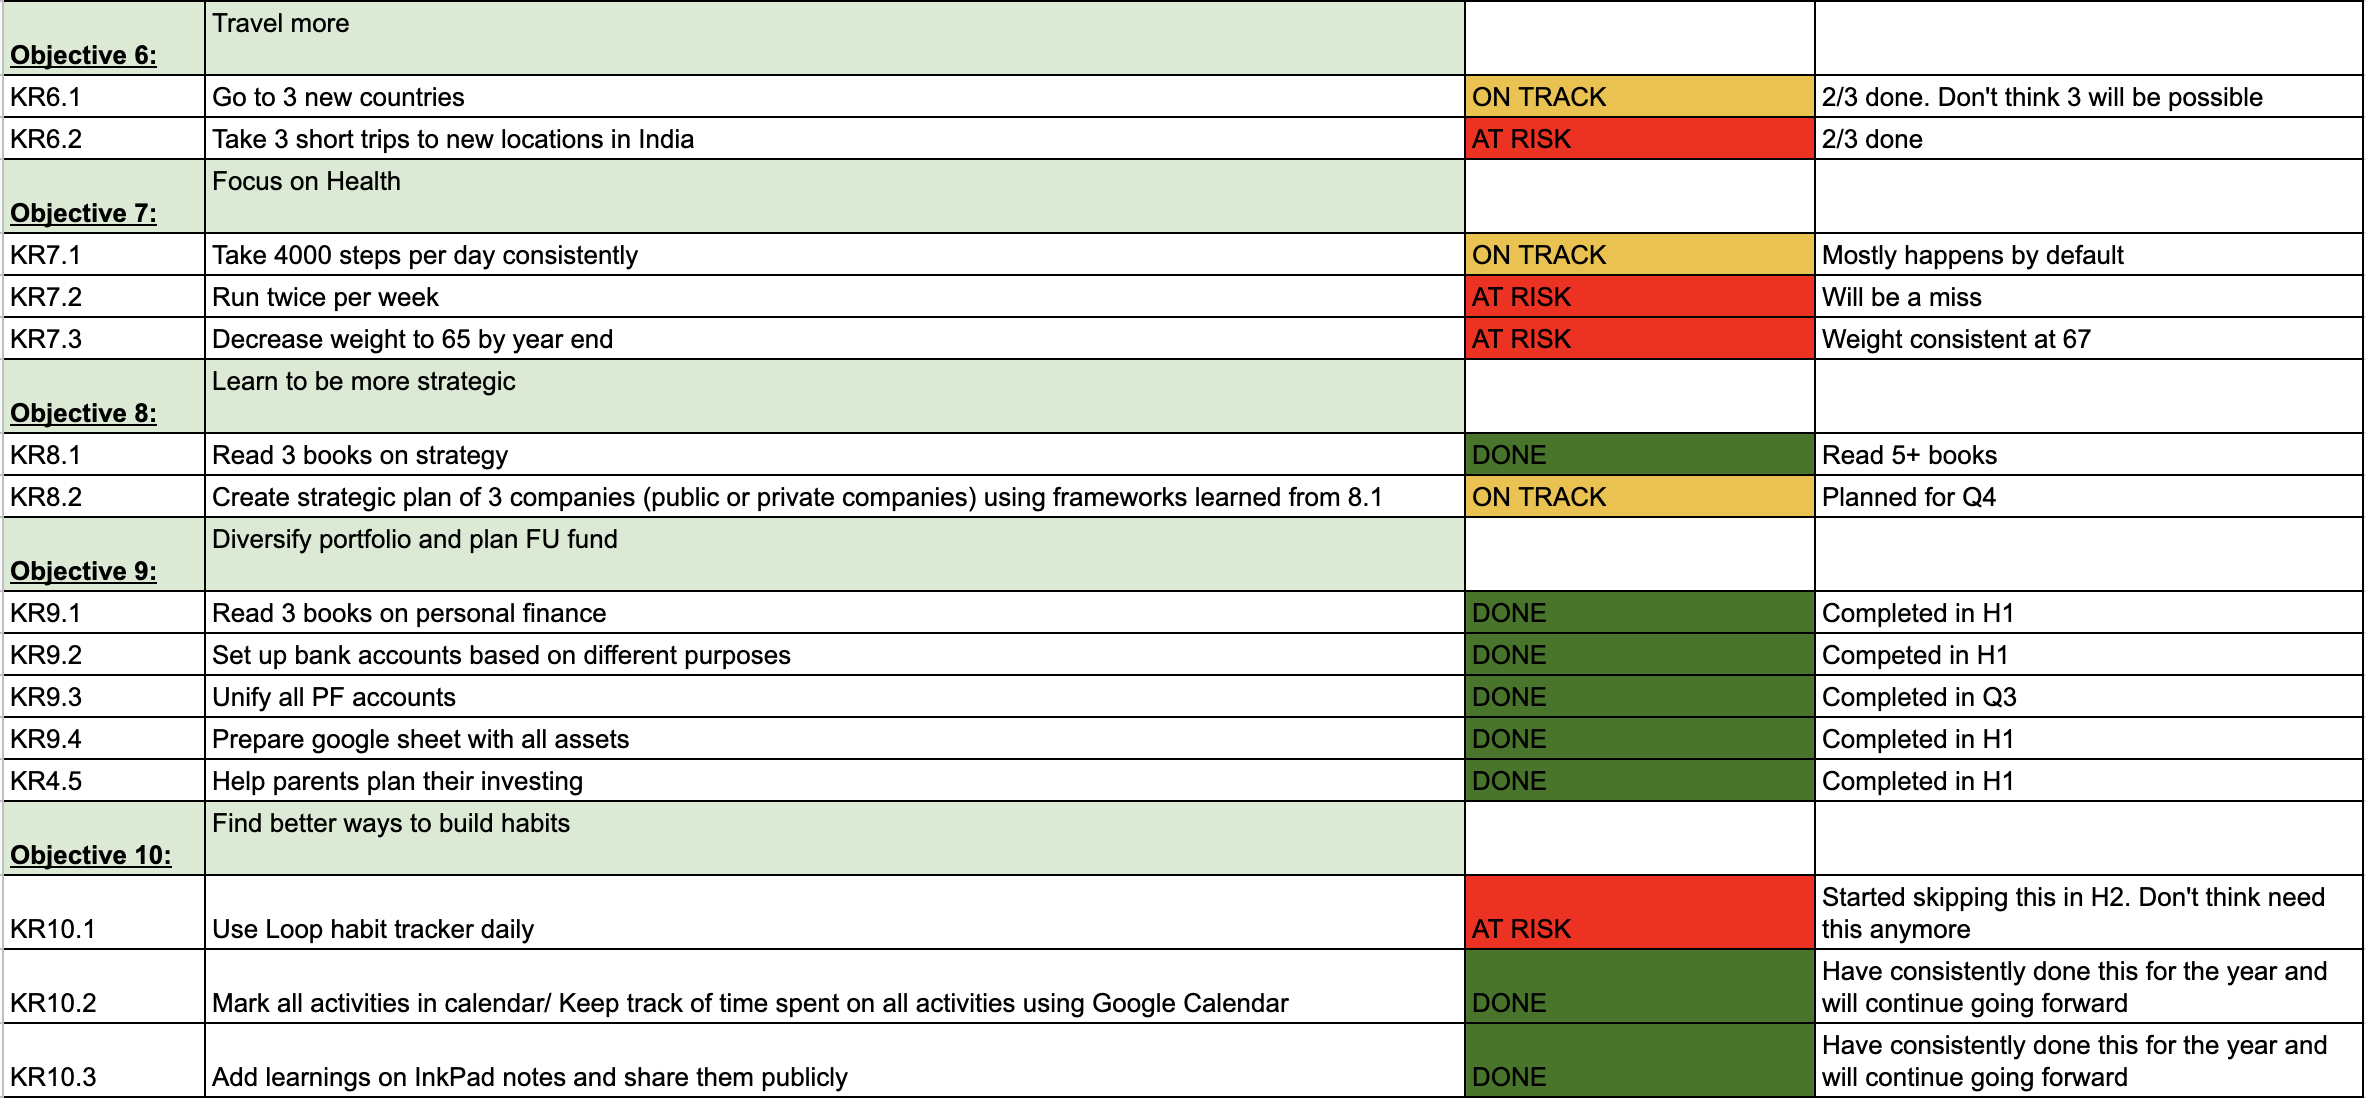 Travel more
Objective 6:
KR6.1 Go to 3 new countries ON TRACK 2/3 done. Don't think 3 will be possible
KR6.2 Take 3 short trips to new locations in India AT RISK 2/3 done
Focus on Health
Objective 7:
KR7.1 Take 4000 steps per day consistently ON TRACK Mostly happens by default
KR7.2 Run twice per week AT RISK Will be a miss
KR7.3 Decrease weight to 65 by year end AT RISK Weight consistent at 67
Learn to be more strategic
Objective 8:
KR8.1 Read 3 books on strategy DONE Read 5+ books
KR8.2 Create strategic plan of 3 companies (public or private companies) using frameworks learned from 8.1 ON TRACK Planned for Q4
Diversify portfolio and plan FU fund
Objective 9:
KR9.1 Read 3 books on personal finance DONE Completed in H1
KR9.2 Set up bank accounts based on different purposes DONE Competed in H1
KR9.3 Unify all PF accounts DONE Completed in Q3
KR9.4 Prepare google sheet with all assets DONE Completed in H1
KR4.5 Help parents plan their investing DONE Completed in H1
Find better ways to build habits
Objective 10:
Started skipping this in H2. Don't think need
KR10.1 Use Loop habit tracker daily AT RISK this anymore
Have consistently done this for the year and
KR10.2 Mark all activities in calendar/ Keep track of time spent on all activities using Google Calendar DONE will continue going forward
Have consistently done this for the year and
KR10.3 Add learnings on InkPad notes and share them publicly DONE will continue going forward